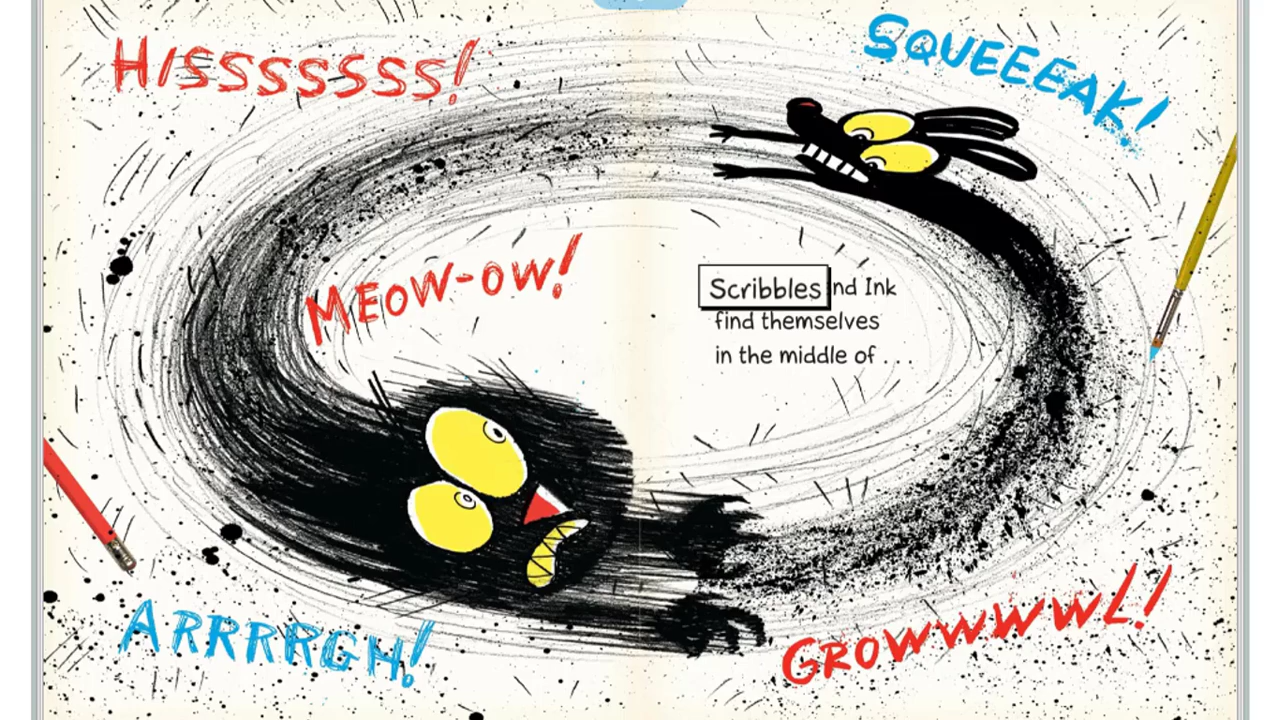 HISSSSSSS!
SQUEEEAK!
MEOW-OW!
Scribbles nd Ink
find themselves
in the middle of . . .
ARRRRGH!
GROWWWWL!